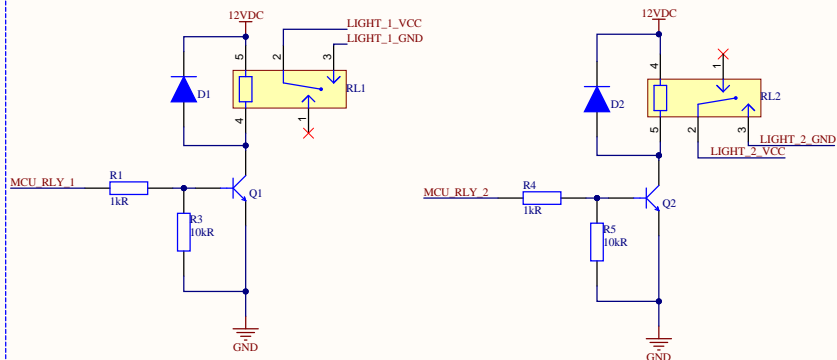 12VDC
LIGHT_1_VCC
LIGHT_1_GND
5
2
3
D1
RL1
4
1
MCU_RLY_1
R1
1kR
Q1
R3
10kR
GND
12VDC
4
1
D2
RL2
5
2
3
LIGHT_2_GND
LIGHT_2_VCC
MCU_RLY_2
R4
1kR
Q2
R5
10kR
GND